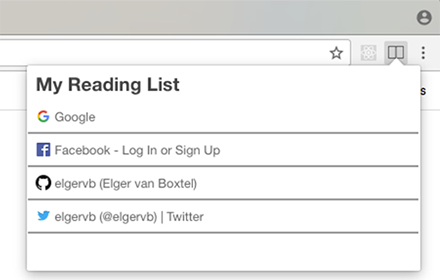 My Reading List
Google
Facebook - Log In or Sign Up
elgervb (Elger van Boxtel)
elgervb (@elgervb) | Twitter